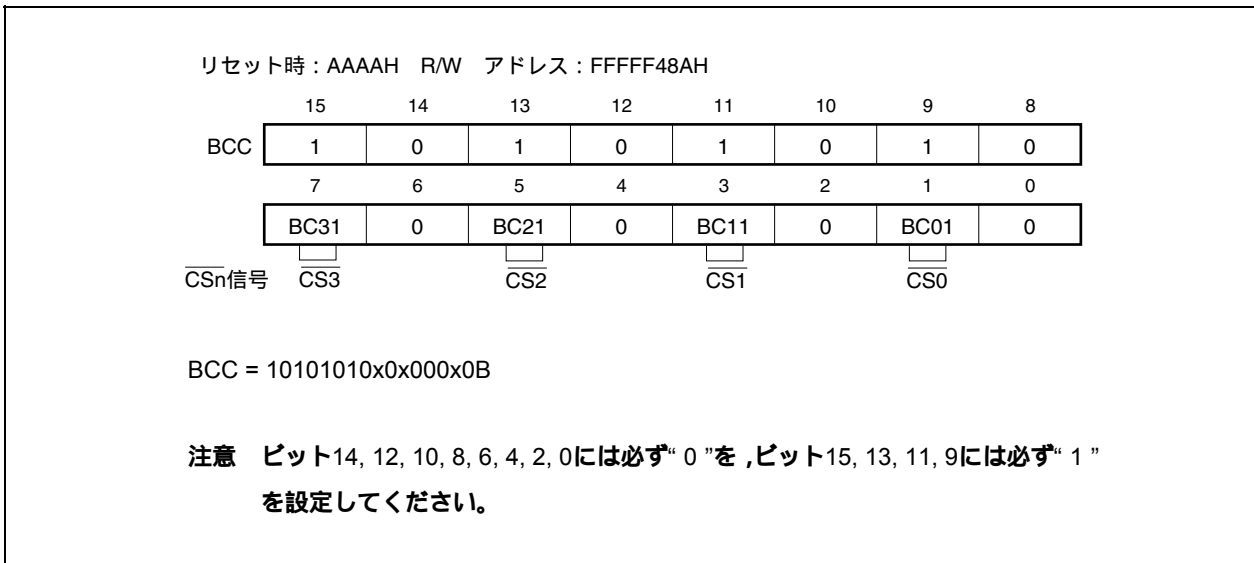 リセット時：AAAAH R/W アドレス：FFFFF48AH
15 14 13 12 11 10 9 8
BCC 1 0 1 0 1 0 1 0
7 6 5 4 3 2 1 0
BC31 0 BC21 0 BC11 0 BC01 0
CSn信号 CS3 CS2 CS1 CS0
BCC = 10101010x0x000x0B
注意 ビット14, 12, 10, 8, 6, 4, 2, 0には必ず“ 0 ”を ,ビット15, 13, 11, 9には必ず“ 1 ”
を設定してください。